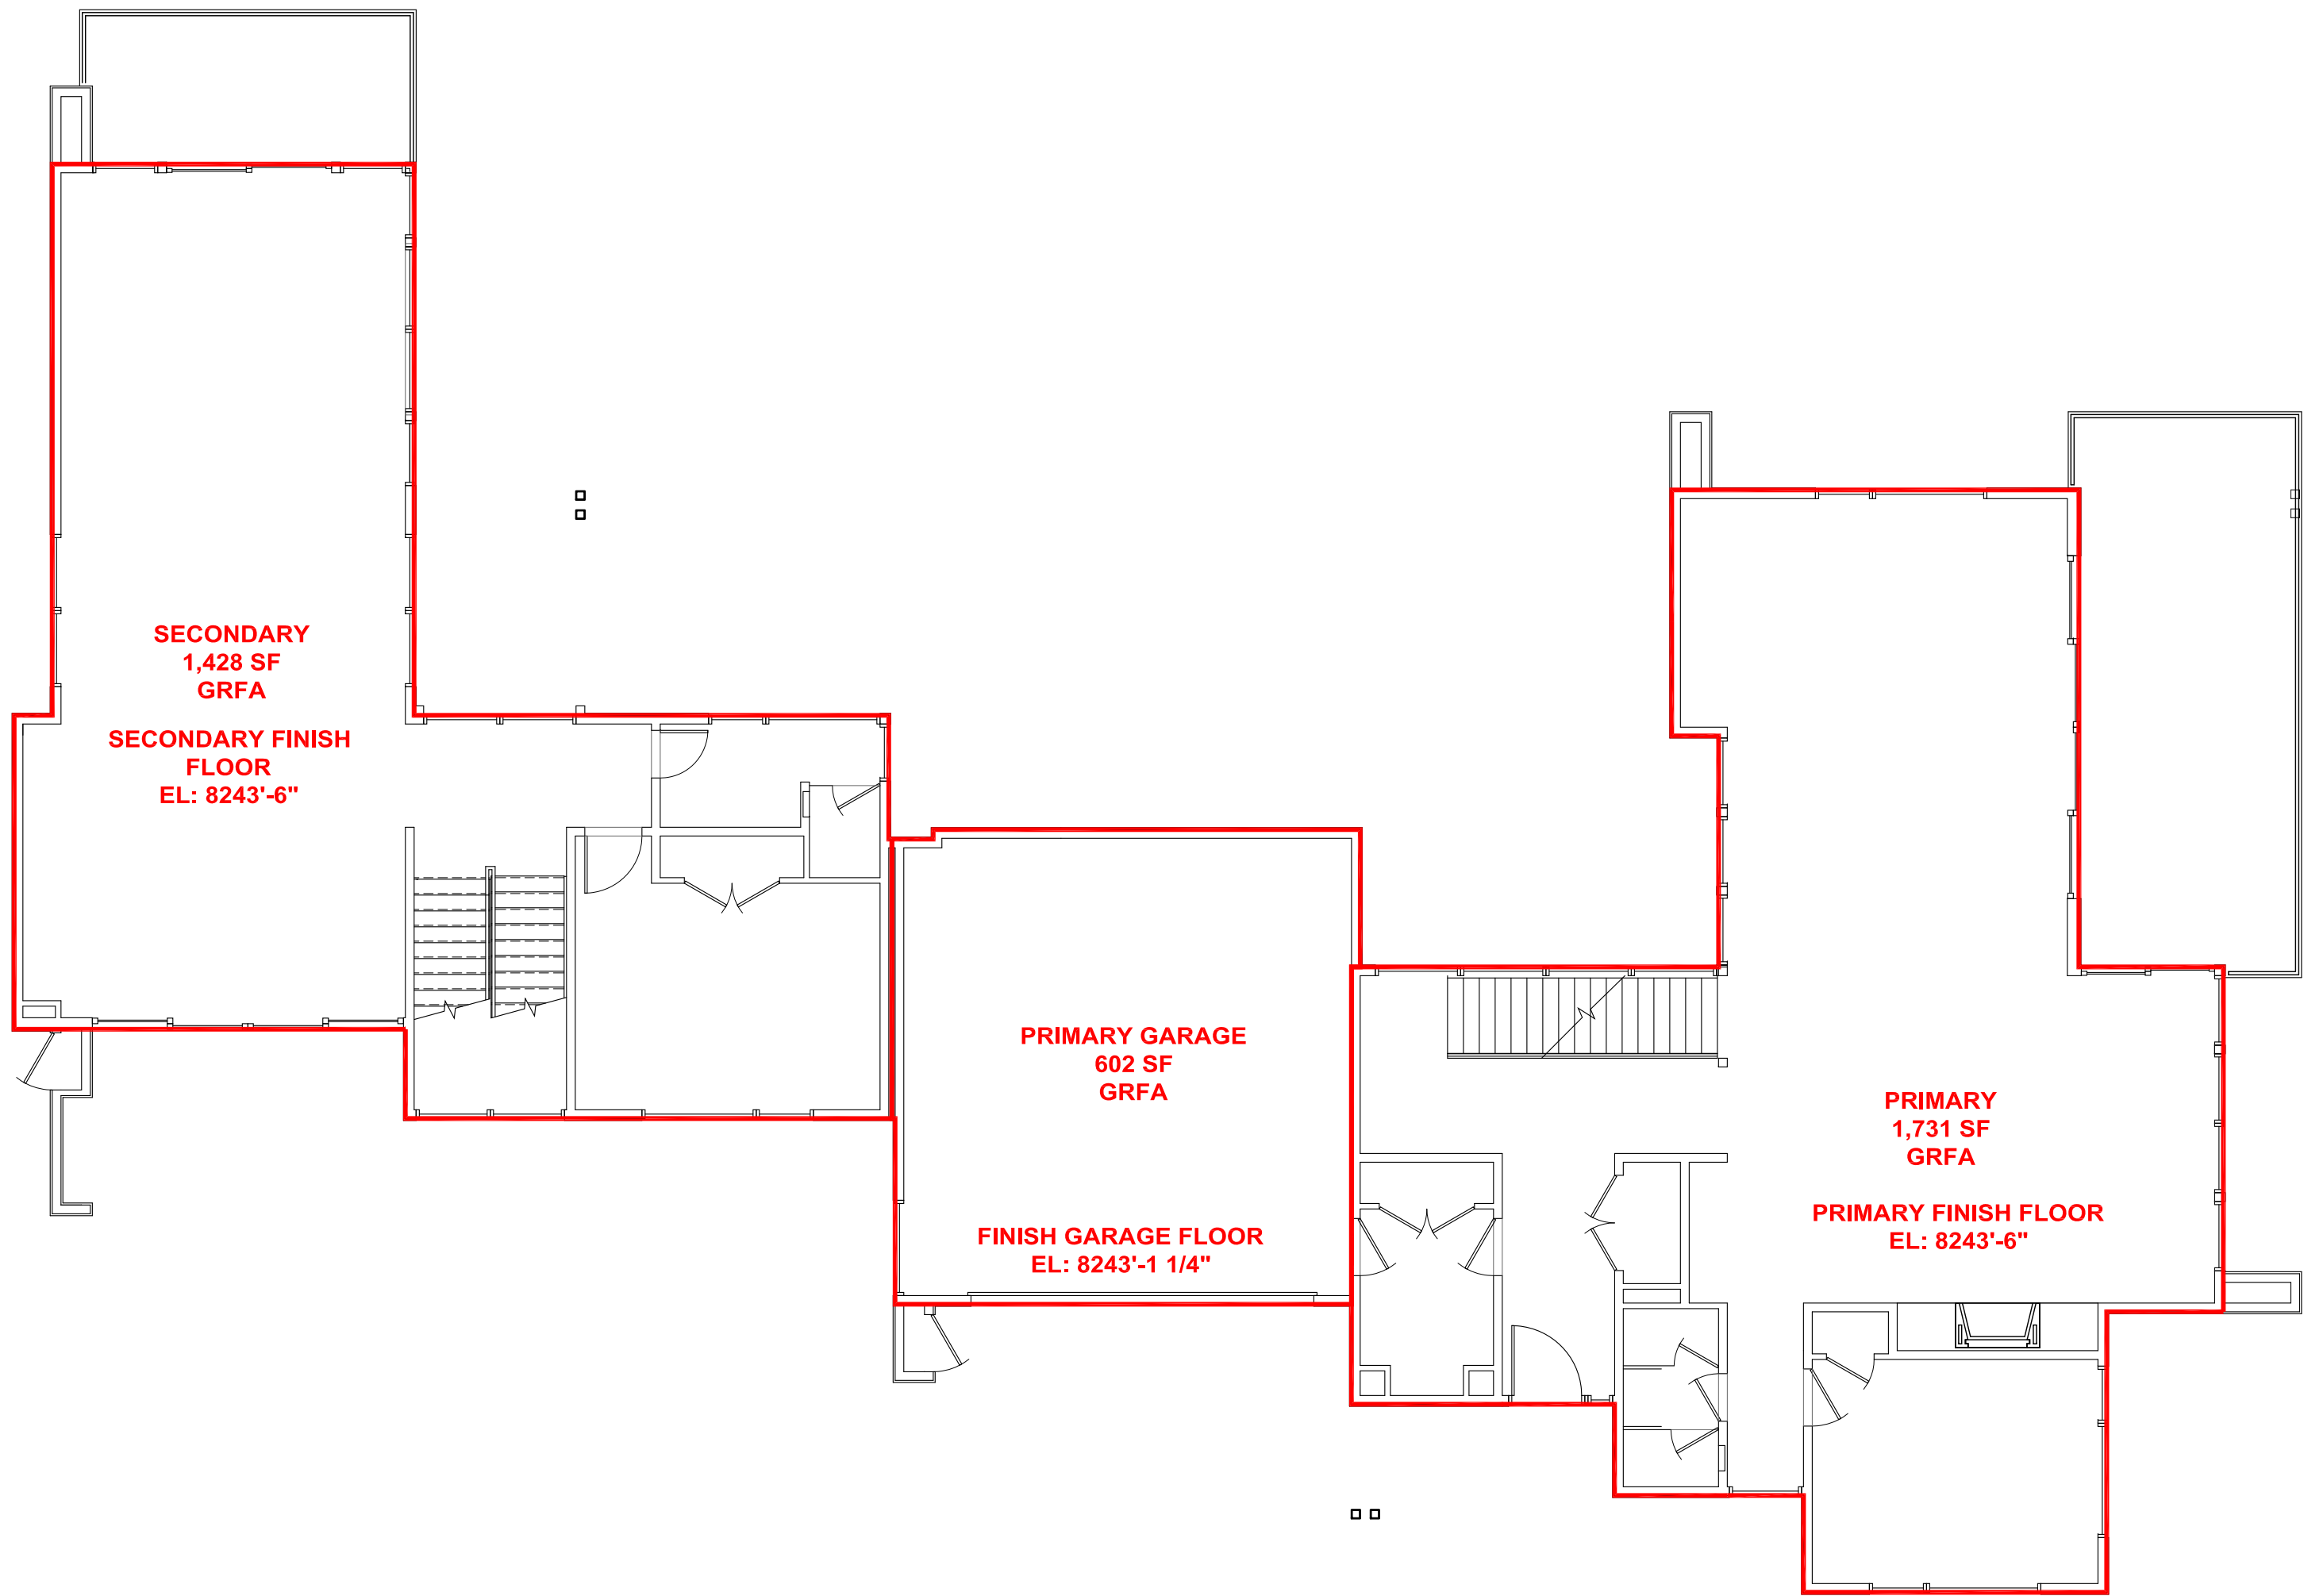 SECONDARY
1,428 SF
GRFA
SECONDARY FINISH
FLOOR
EL: 8243'-6"
PRIMARY GARAGE
602 SF
GRFA
FINISH GARAGE FLOOR
EL: 8243'-1 1/4"
PRIMARY
1,731 SF
GRFA
PRIMARY FINISH FLOOR
EL: 8243'-6"